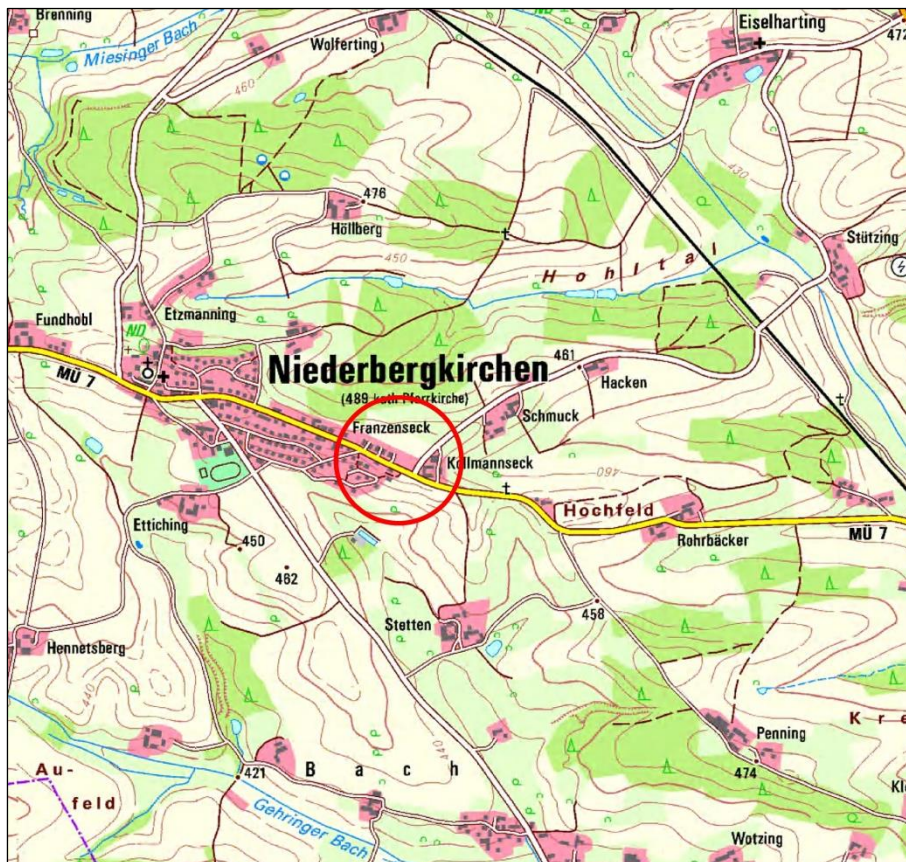 Brenning
Miesinger Bach
Wolferting
Eiselharting
472
460
430
476
Höllberg
450
Hohltal
Stützing
Etzmanning
Fundhobl
ND
MÜ 7
Niederbergkirchen
(489 kath Pfarrkirche)
461
Hacken
Schmuck
Franzenseck
Kollmannseck
460
Hochfeld
Rohrbäcker
MÜ 7
Ettiching
450
462
458
Stetten
Hennetsberg
440
440
Penning
474
Kre
Au-
feld
421
Bach
Gehringer Bach
Wotzing